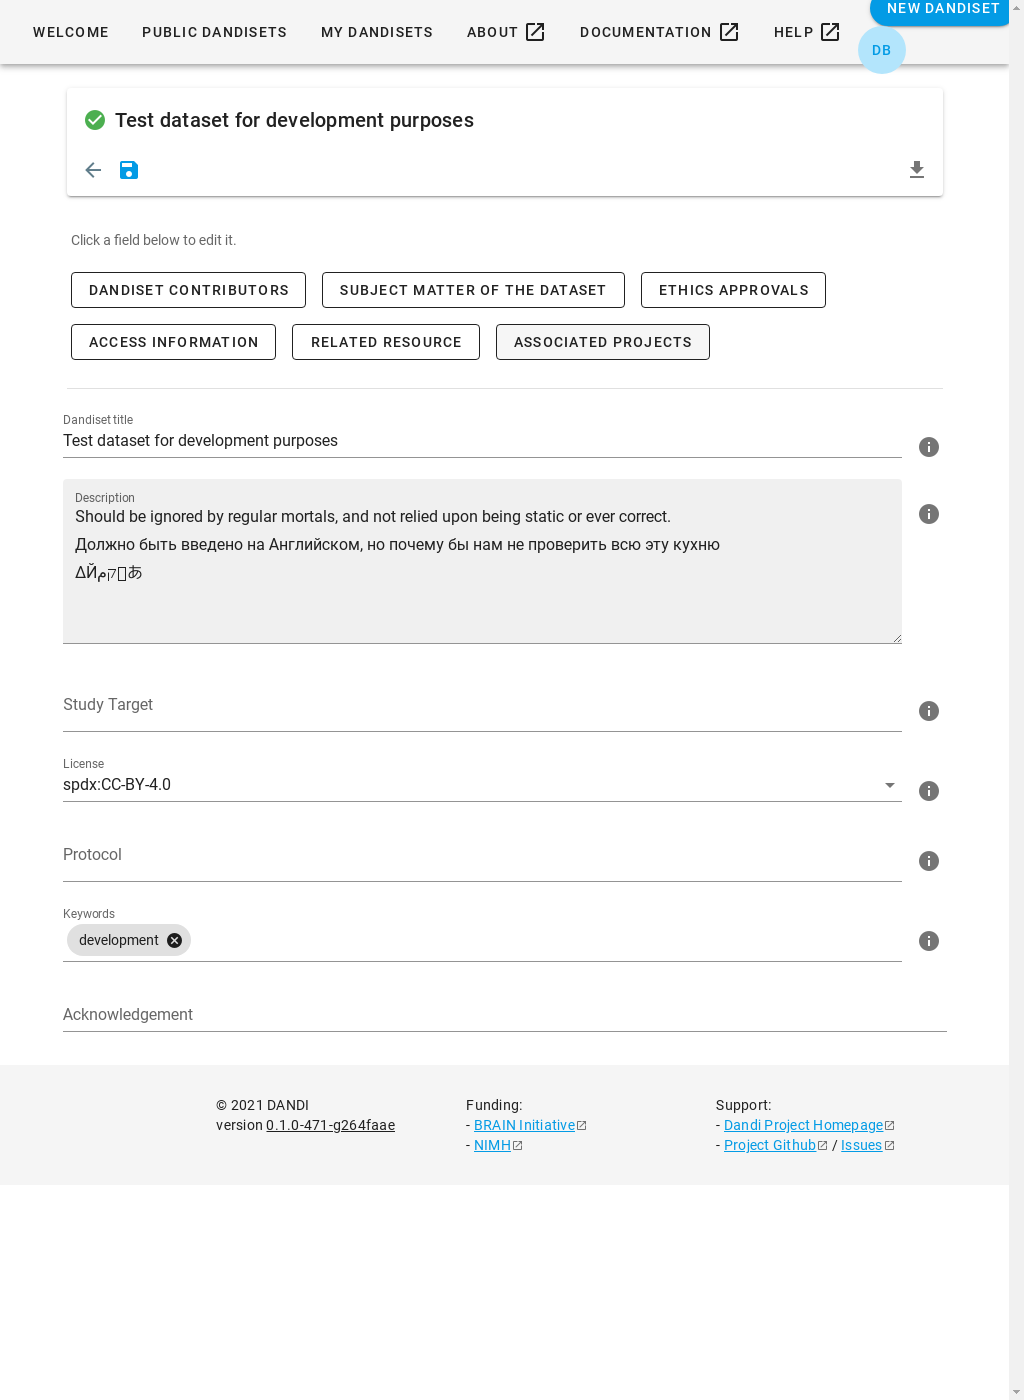 WELCOME PUBLIC DANDISETS MY DANDISETS ABOUT DOCUMENTATION HELP NEW DANDISET
DB
Test dataset for development purposes
Click a field below to edit it.
DANDISET CONTRIBUTORS SUBJECT MATTER OF THE DATASET ETHICS APPROVALS
ACCESS INFORMATION RELATED RESOURCE ASSOCIATED PROJECTS
Dandiset title
Test dataset for development purposes
Description
Should be ignored by regular mortals, and not relied upon being static or ever correct.
Должно быть введено на Английском, но почему бы нам не проверить всю эту кухню
Study Target
License
spdx:CC-BY-4.0
Protocol
Keywords
development
Acknowledgement
© 2021 DANDI
version 0.1.0-471-g264faae
Funding:
- BRAIN Initiative
- NIMH
Support:
- Dandi Project Homepage
- Project Github / Issues